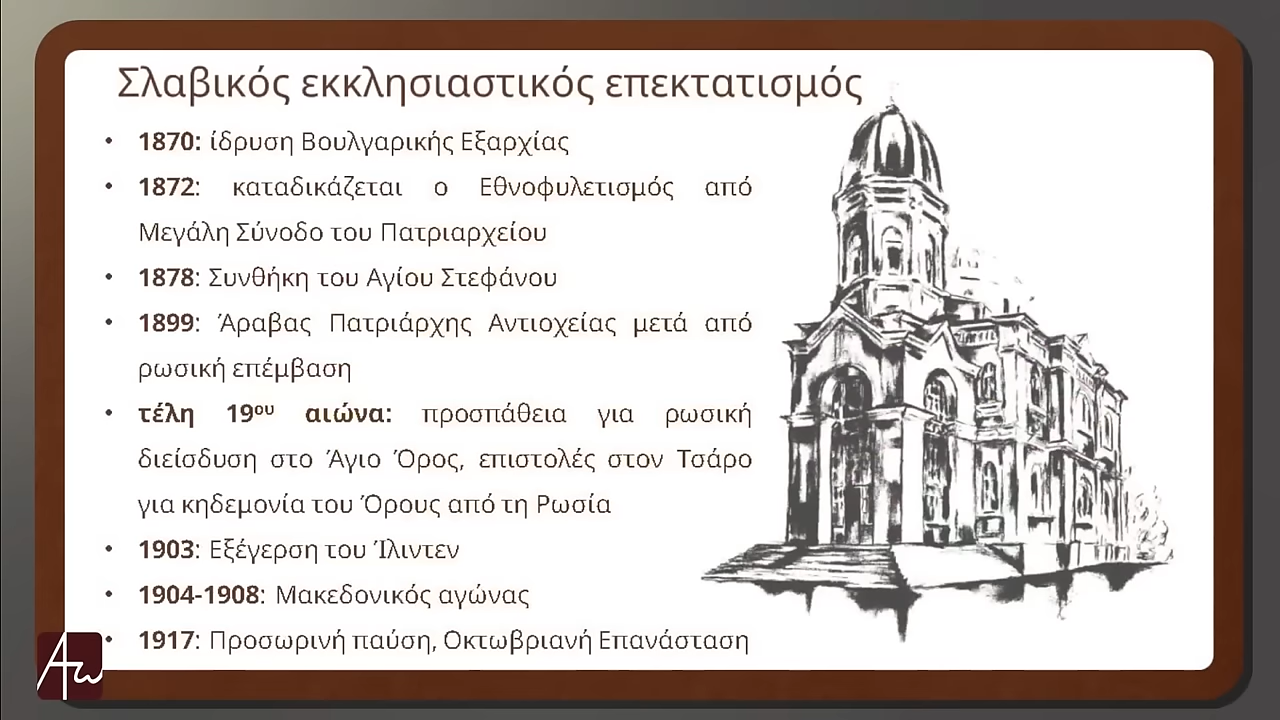 Σλαβικός εκκλησιαστικός επεκτατισμός
• 1870: ίδρυση Βουλγαρικής Εξαρχίας
• 1872: καταδικάζεται ο Εθνοφυλετισμός από
Μεγάλη Σύνοδο του Πατριαρχείου
• 1878: Συνθήκη του Αγίου Στεφάνου
• 1899: Άραβας Πατριάρχης Αντιοχείας μετά από
ρωσική επέμβαση
• τέλη 19ου αιώνα: προσπάθεια για ρωσική
διείσδυση στο Άγιο Όρος, επιστολές στον Τσάρο
για κηδεμονία του Όρους από τη Ρωσία
• 1903: Εξέγερση του Ίλιντεν
• 1904-1908: Μακεδονικός αγώνας
• 1917: Προσωρινή παύση, Οκτωβριανή Επανάσταση
Αω